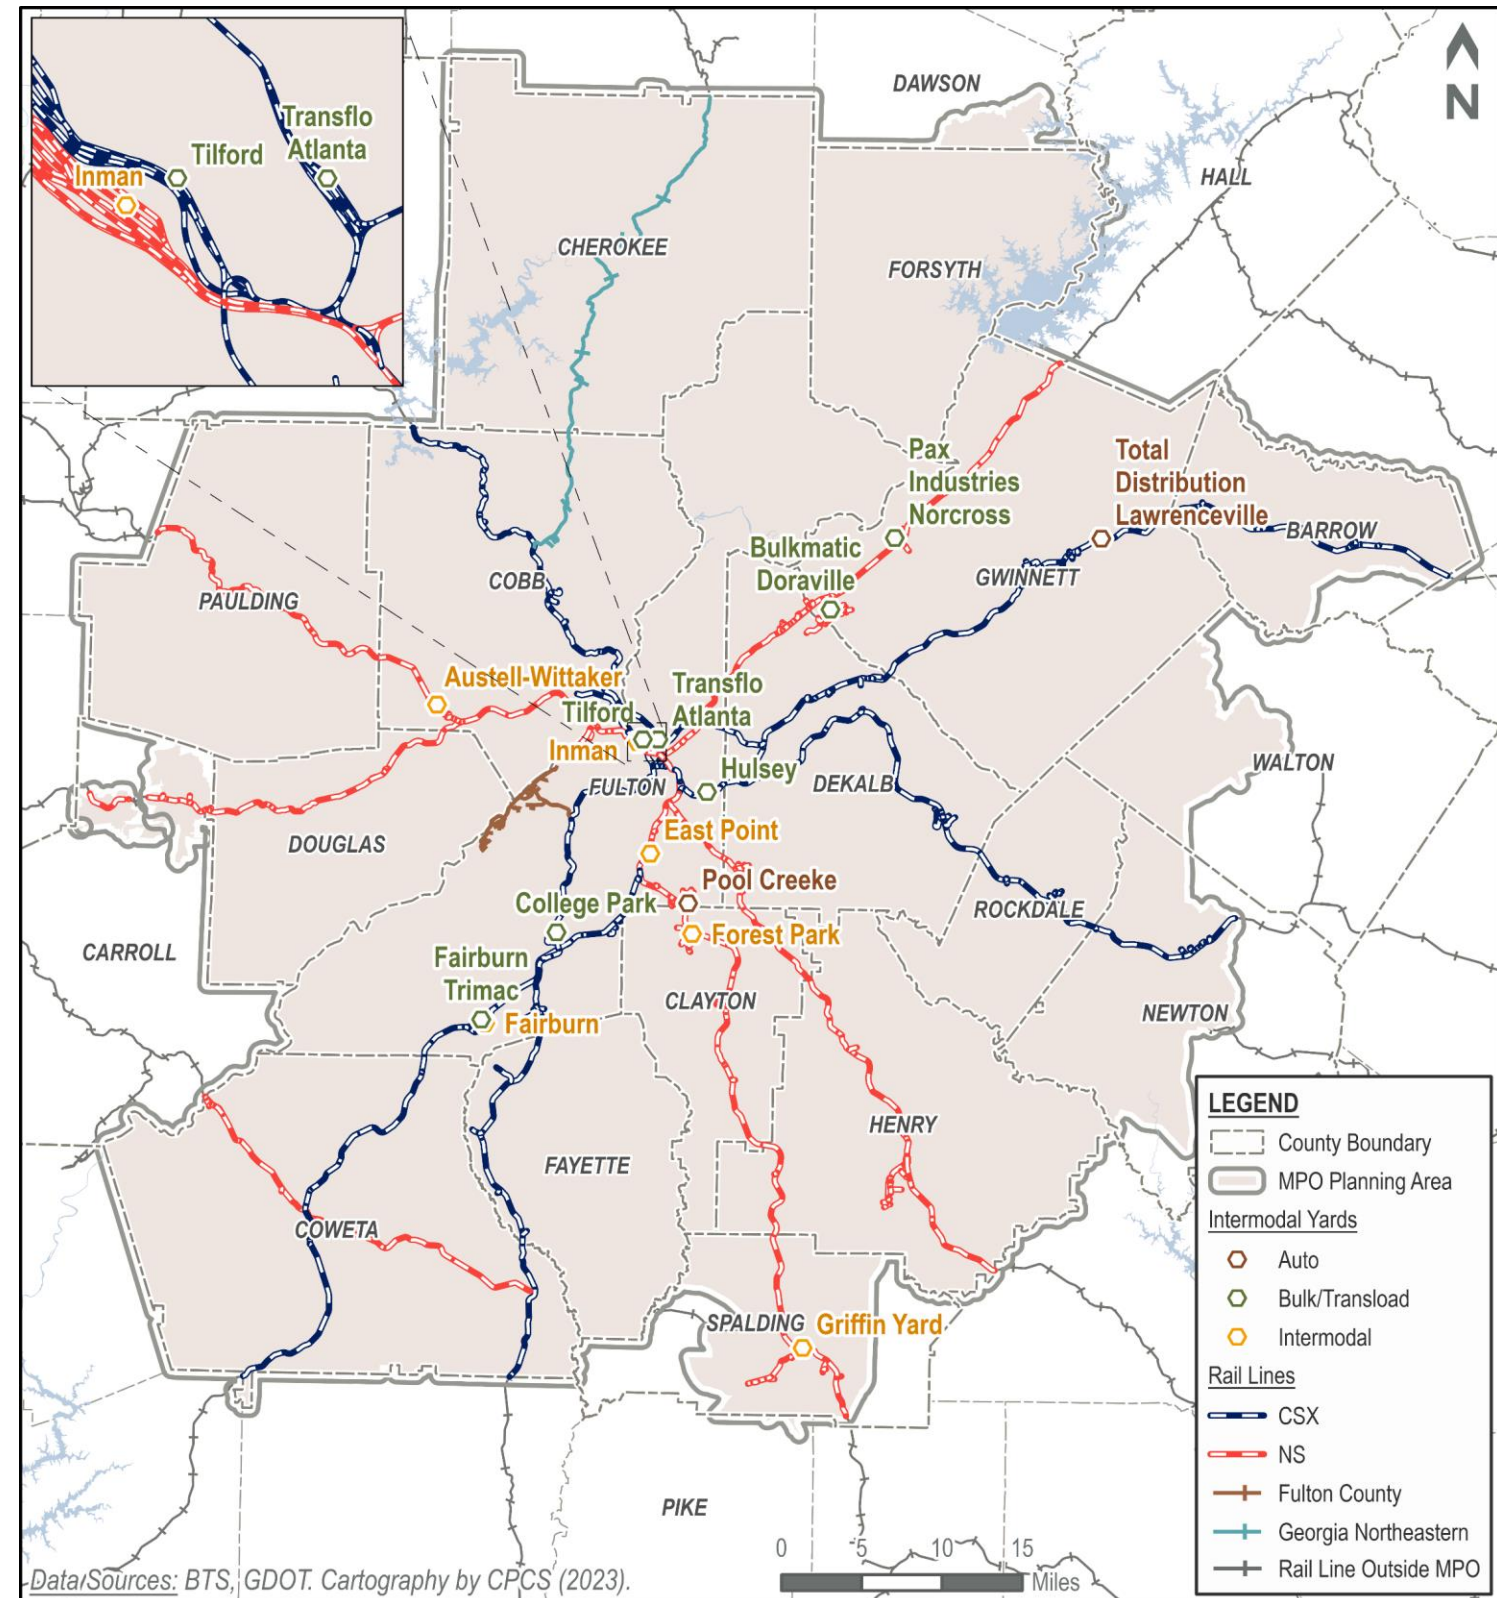 Transflo
Atlanta
Tilford
Inman
N
DAWSON
HALL
CHEROKEE
FORSYTH
Pax
Industries
Norcross
Total
Distribution
Lawrenceville
BARROW
Bulkmatic
Doraville
GWINNETT
COBB
PAULDING
Austell-Wittaker
Transflo
Atlanta
Tilford
Inman
Hulsey
FULTON
DEKALB
WALTON
East Point
DOUGLAS
Pool Creeke
College Park
ROCKDALE
Forest Park
CARROLL
Fairburn
Trimac
CLAYTON
Fairburn
NEWTON
HENRY
FAYETTE
COWETA
SPALDING
Griffin Yard
PIKE
LEGEND
County Boundary
MPO Planning Area
Intermodal Yards
Auto
Bulk/Transload
Intermodal
Rail Lines
CSX
NS
Fulton County
Georgia Northeastern
Rail Line Outside MPO
0 5 10 15
Miles
Data Sources: BTS, GDOT. Cartography by CPCS (2023).